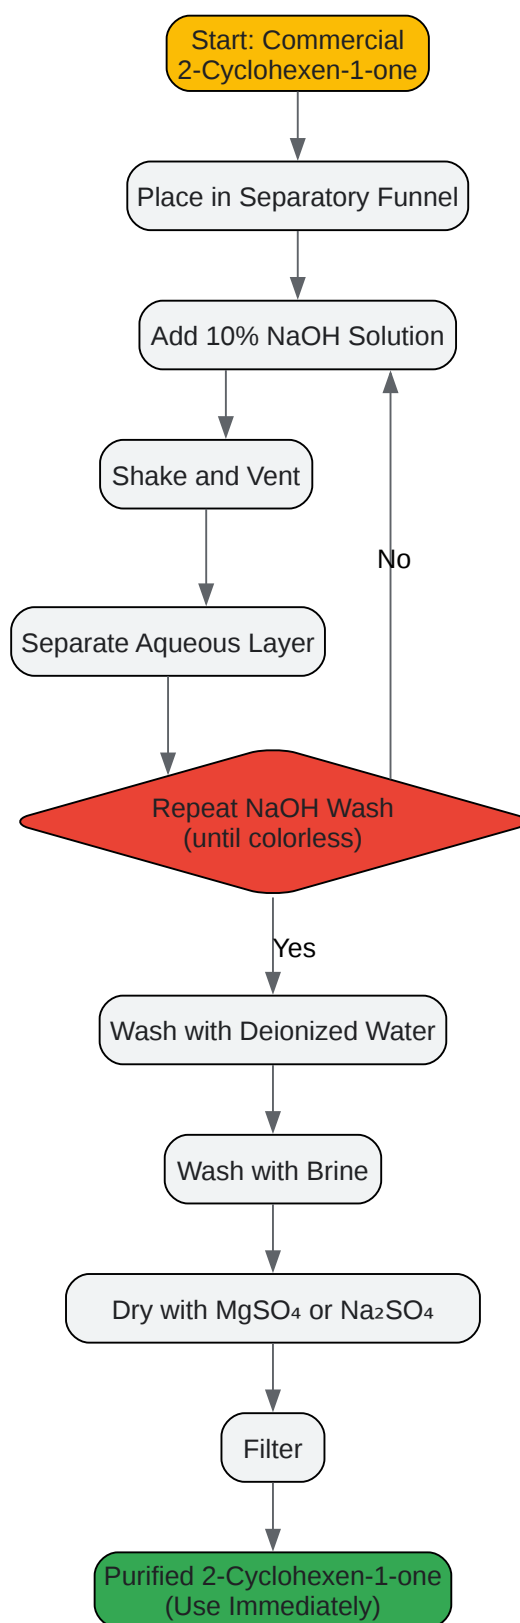 Start: Commercial
2-Cyclohexen-1-one
Place in Separatory Funnel
Add 10% NaOH Solution
Shake and Vent
No
Separate Aqueous Layer
Repeat NaOH Wash
(until colorless)
Yes
Wash with Deionized Water
Wash with Brine
Dry with MgSO₄ or Na₂SO₄
Filter
Purified 2-Cyclohexen-1-one
(Use Immediately)